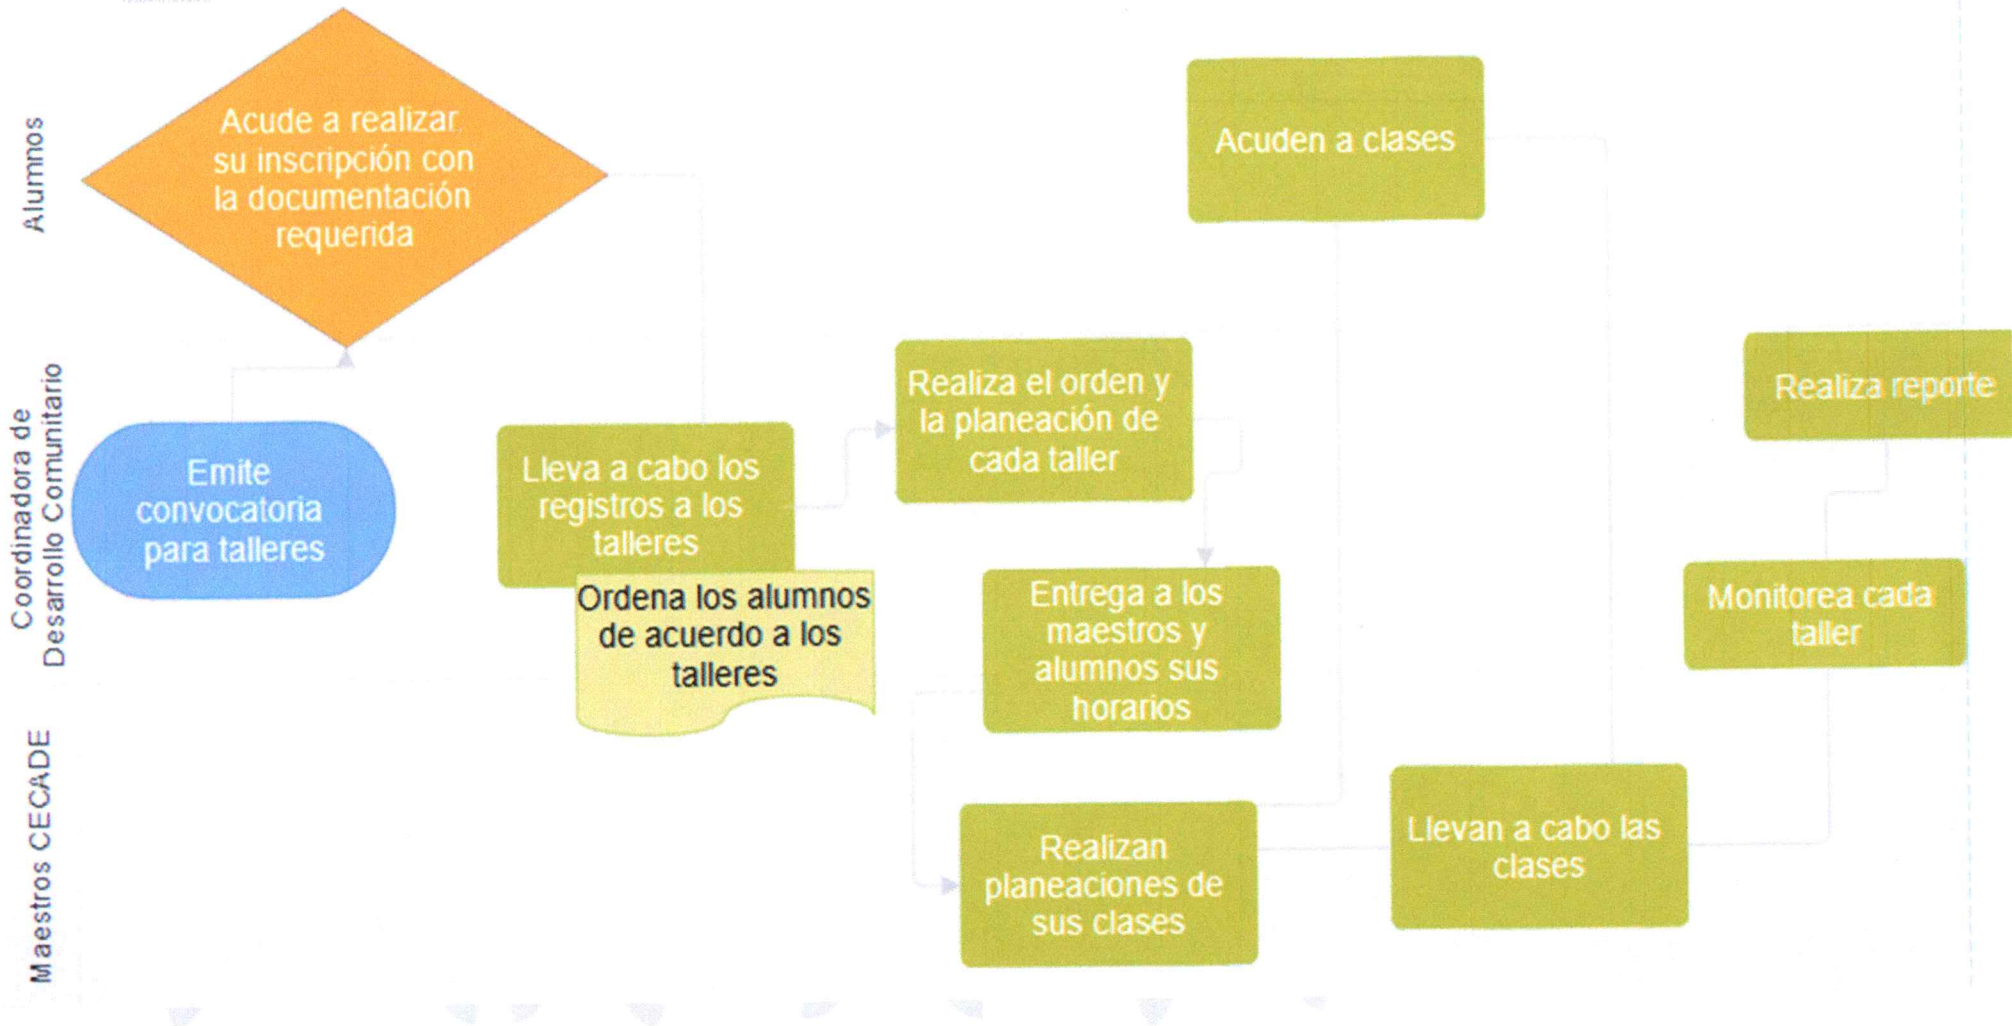 Alumnos
Acude a realizar
su inscripción con
la documentación
requerida
Acuden a clases
Coordinadora de
Desarrollo Comunitario
Emite
convocatoria
para talleres
Lleva a cabo los
registros a los
talleres
Ordena los alumnos
de acuerdo a los
talleres
Realiza el orden y
la planeación de
cada taller
Entrega a los
maestros y
alumnos sus
horarios
Realiza reporte
Monitorea cada
taller
Maestros CECADE
Realizan
planeaciones de
sus clases
Llevan a cabo las
clases